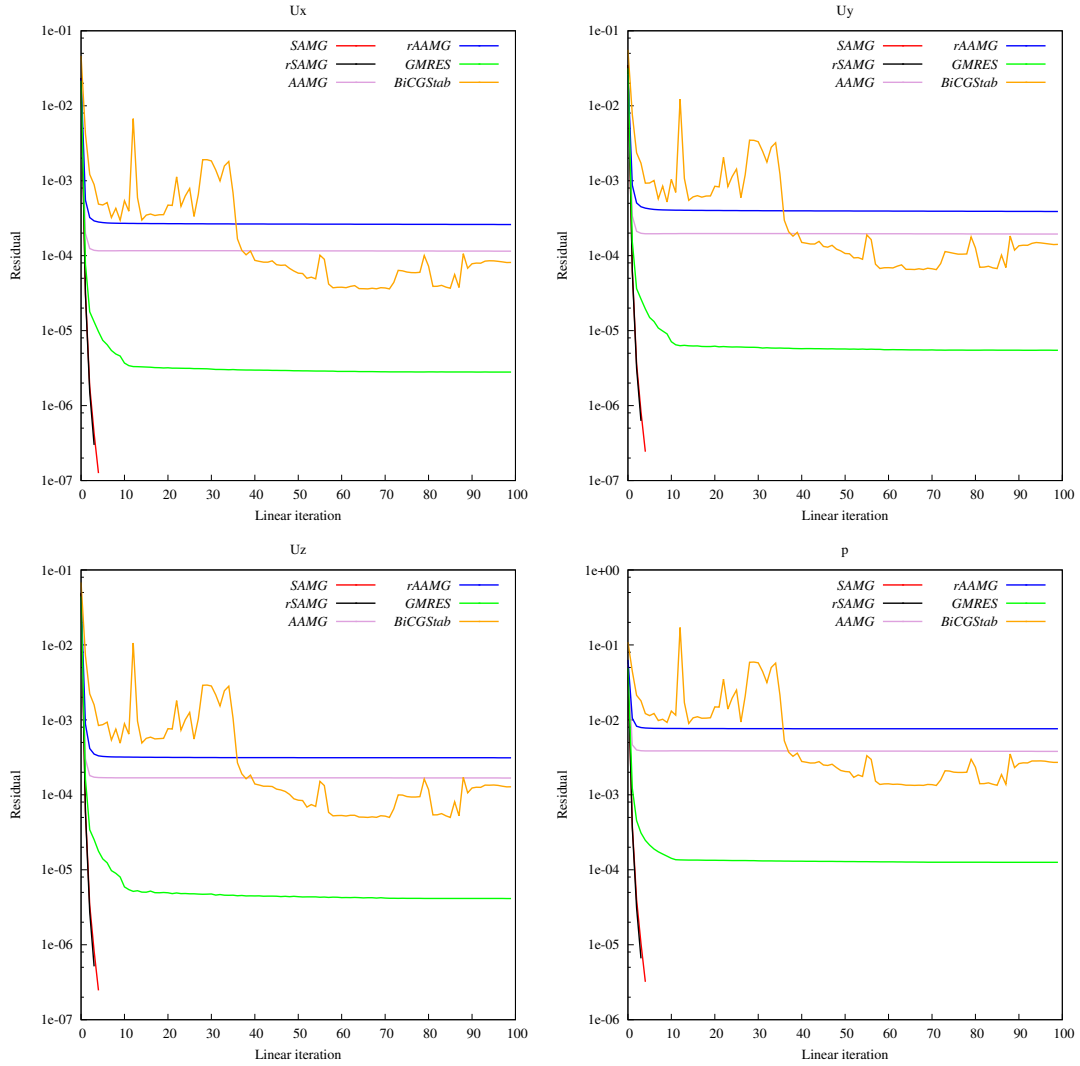 Ux
1e-01
1e-02
1e-03
1e-04
1e-05
1e-06
1e-07
Residual
SAMG rAAMG
rSAMG GMRES
AAMG BiCGStab
0 10 20 30 40 50 60 70 80 90 100
Linear iteration
Uy
1e-01
1e-02
1e-03
1e-04
1e-05
1e-06
1e-07
Residual
SAMG rAAMG
rSAMG GMRES
AAMG BiCGStab
0 10 20 30 40 50 60 70 80 90 100
Linear iteration
Uz
1e-01
1e-02
1e-03
1e-04
1e-05
1e-06
1e-07
Residual
SAMG rAAMG
rSAMG GMRES
AAMG BiCGStab
0 10 20 30 40 50 60 70 80 90 100
Linear iteration
p
1e+00
1e-01
1e-02
1e-03
1e-04
1e-05
1e-06
Residual
SAMG rAAMG
rSAMG GMRES
AAMG BiCGStab
0 10 20 30 40 50 60 70 80 90 100
Linear iteration